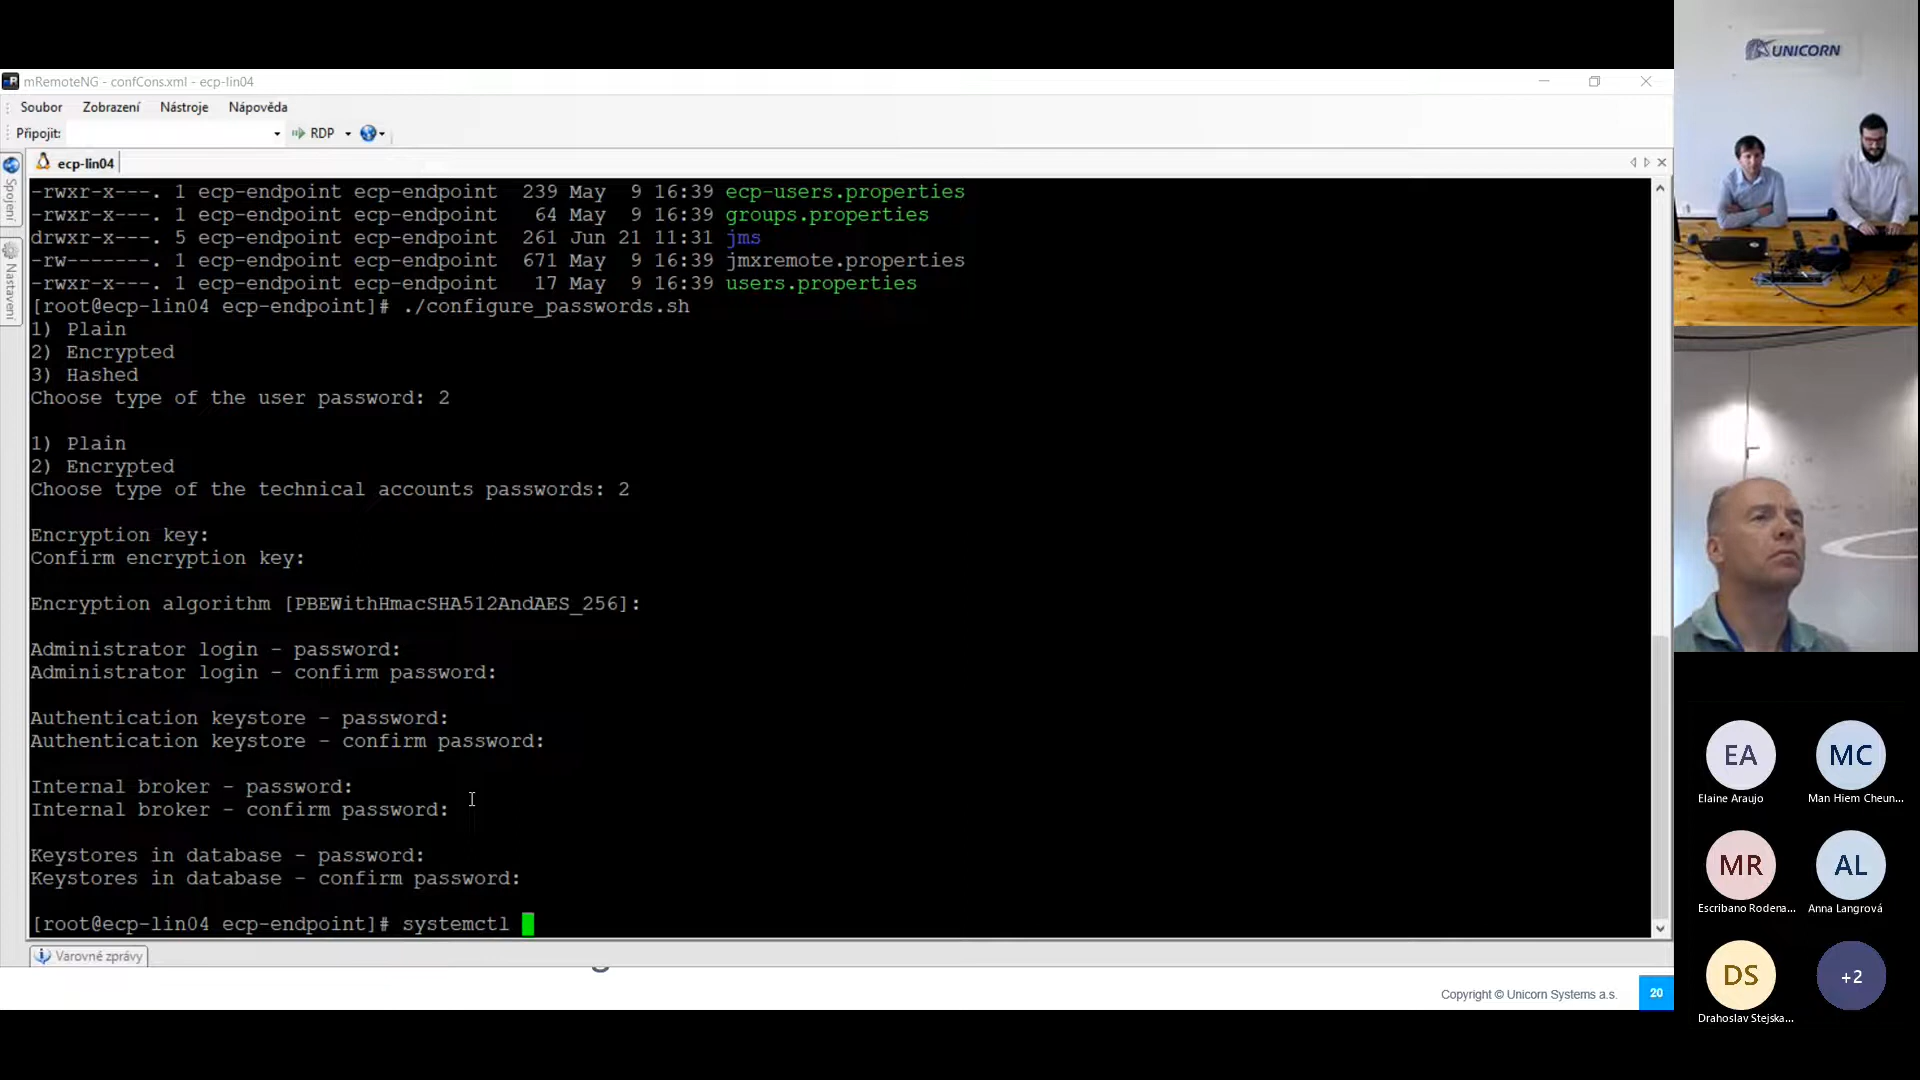 mRemoteNG - confCons.xml - ecp-lin04
Soubor Zobrazení Nástroje Nápověda
Připojit: RDP
ecp-lin04
Spojení
Nastavení
-rwxr-x---. 1 ecp-endpoint ecp-endpoint 239 May 9 16:39 ecp-users.properties
-rwxr-x---. 1 ecp-endpoint ecp-endpoint 64 May 9 16:39 groups.properties
drwxr-x---. 5 ecp-endpoint ecp-endpoint 261 Jun 21 11:31 jms
-rw-------. 1 ecp-endpoint ecp-endpoint 671 May 9 16:39 jmxremote.properties
-rwxr-x---. 1 ecp-endpoint ecp-endpoint 17 May 9 16:39 users.properties
[root@ecp-lin04 ecp-endpoint]# ./configure_passwords.sh
1) Plain
2) Encrypted
3) Hashed
Choose type of the user password: 2
1) Plain
2) Encrypted
Choose type of the technical accounts passwords: 2
Encryption key:
Confirm encryption key:
Encryption algorithm [PBEWithHmacSHA512AndAES_256]:
Administrator login - password:
Administrator login - confirm password:
Authentication keystore - password:
Authentication keystore - confirm password:
Internal broker - password:
Internal broker - confirm password:
Keystores in database - password:
Keystores in database - confirm password:
[root@ecp-lin04 ecp-endpoint]# systemctl
Varovné zprávy
Copyright © Unicorn Systems a.s. 20
UNICORN
EA MC
Elaine Araujo Man Hiem Cheun...
MR AL
Escribano Rodena... Anna Langrová
DS +2
Drahoslav Stejska...